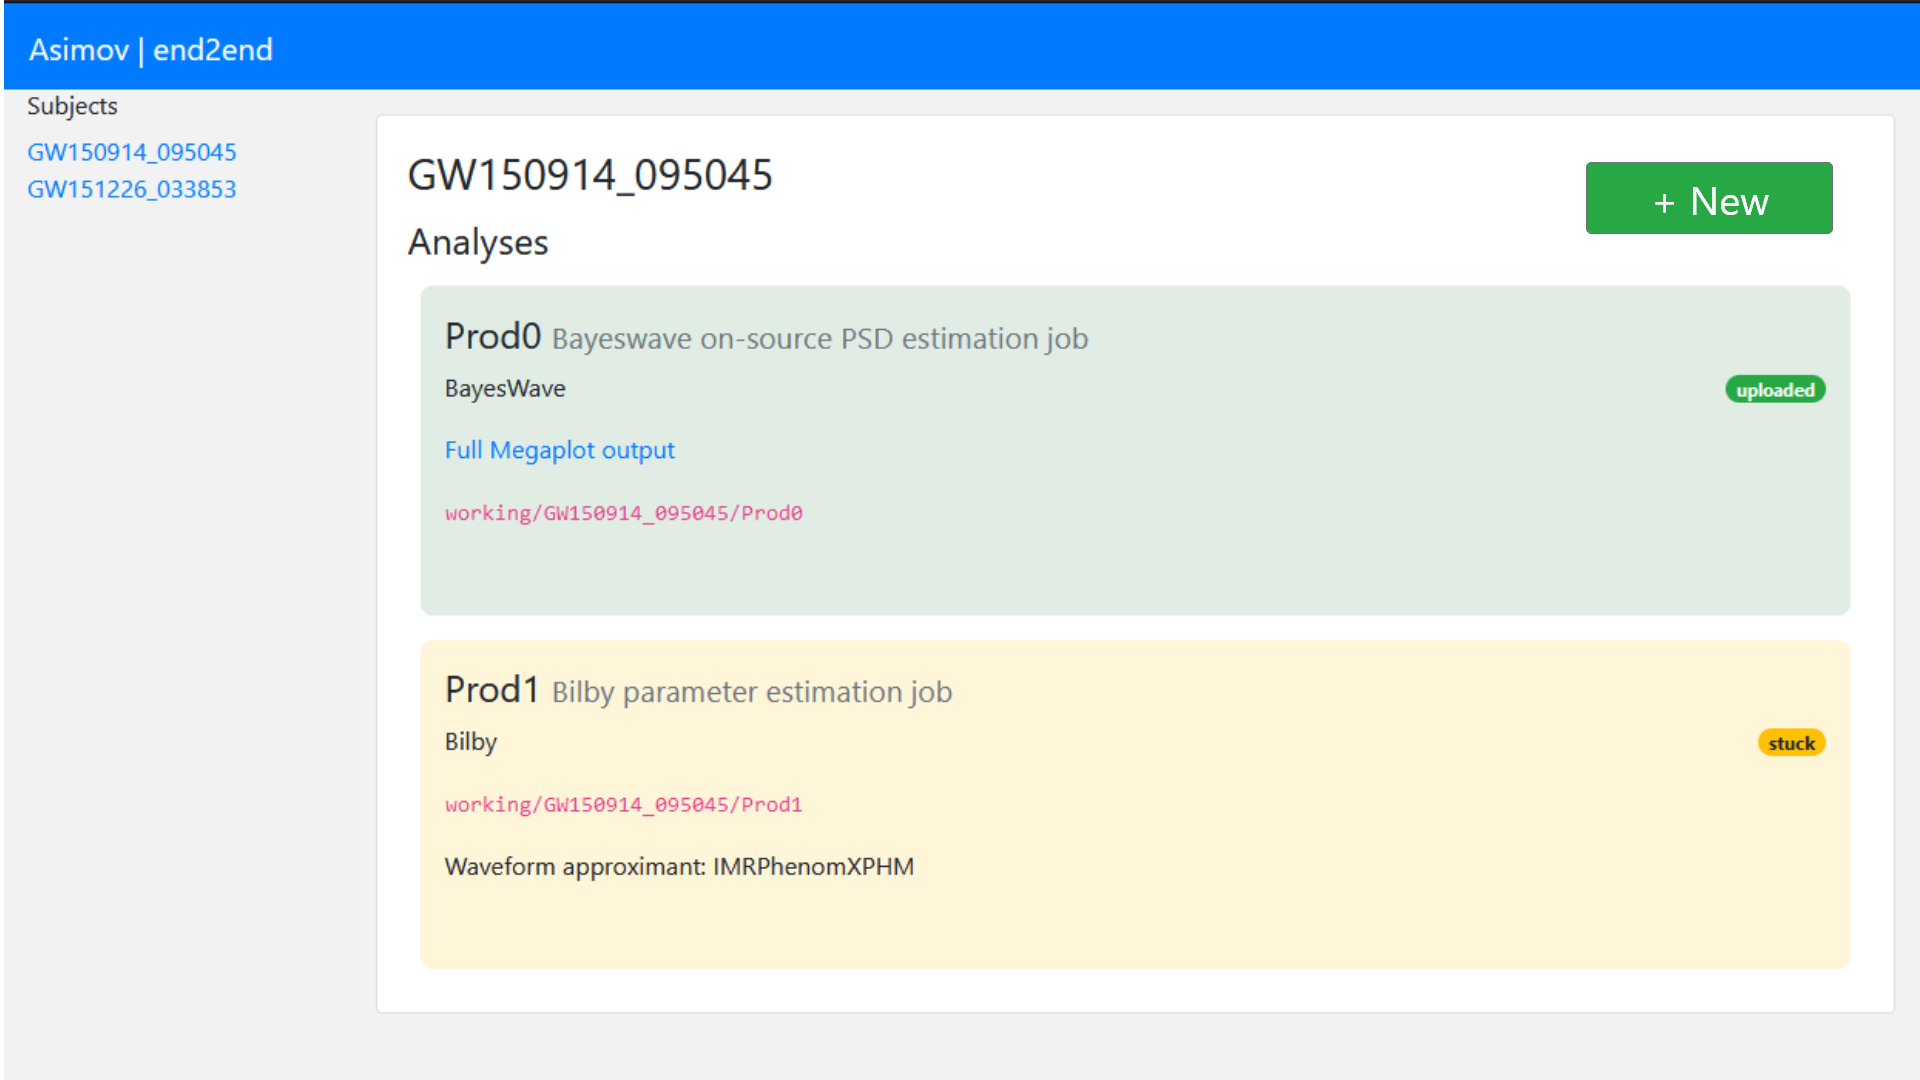 Asimov | end2end
Subjects
GW150914_095045
GW151226_033853
GW150914_095045
+ New
Analyses
Prod0 Bayeswave on-source PSD estimation job
BayesWave
uploaded
Full Megaplot output
working/GW150914_095045/Prod0
Prod1 Bilby parameter estimation job
Bilby
stuck
working/GW150914_095045/Prod1
Waveform approximant: IMRPhenomXPHM